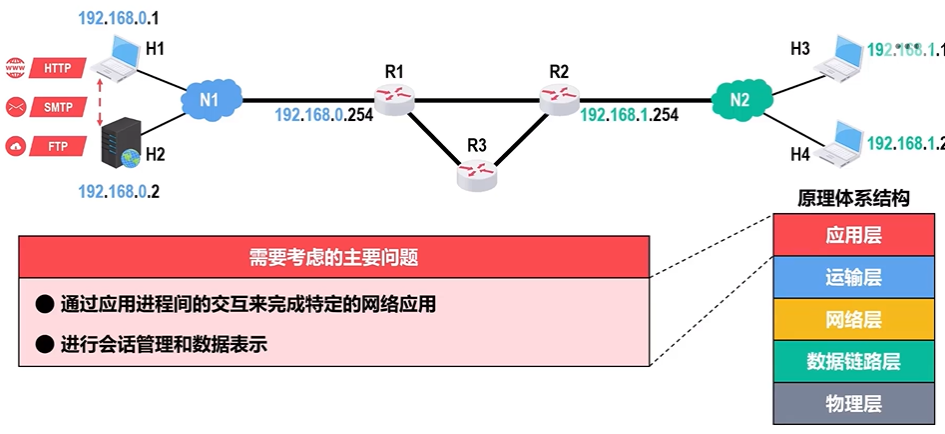 192.168.0.1
H1
H3
WWW
HTTP
R1
R2
SMTP
N1
N2
192.168.0.254
192.168.1.254
FTP
H2
R3
H4
192.168.1.2
192.168.0.2
原理体系结构
需要考虑的主要问题
应用层
● 通过应用进程间的交互来完成特定的网络应用
运输层
● 进行会话管理和数据表示
网络层
数据链路层
物理层